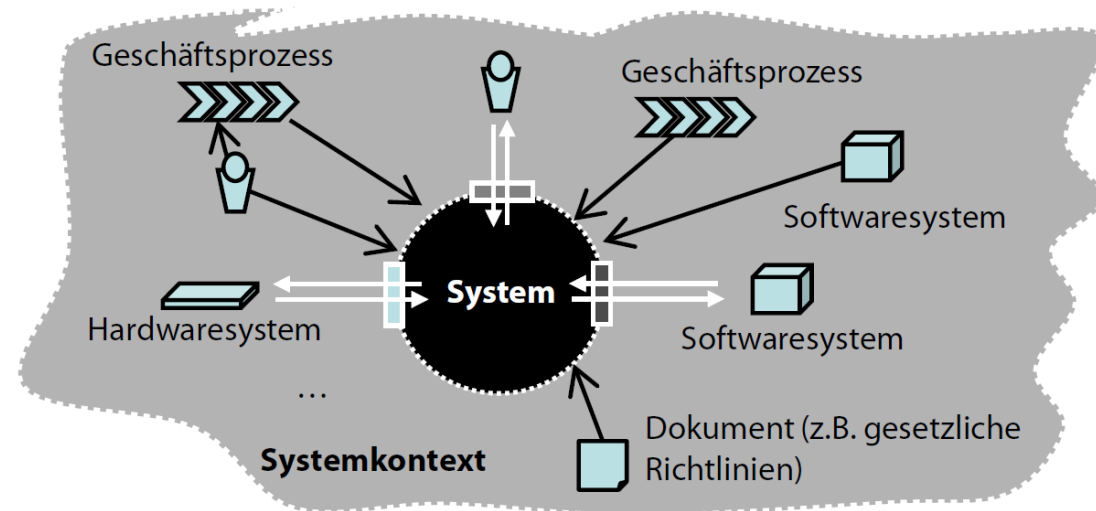 Geschäftsprozess
Geschäftsprozess
Softwaresystem
System
Hardwaresystem
Softwaresystem
...
Dokument (z.B. gesetzliche
Richtlinien)
Systemkontext